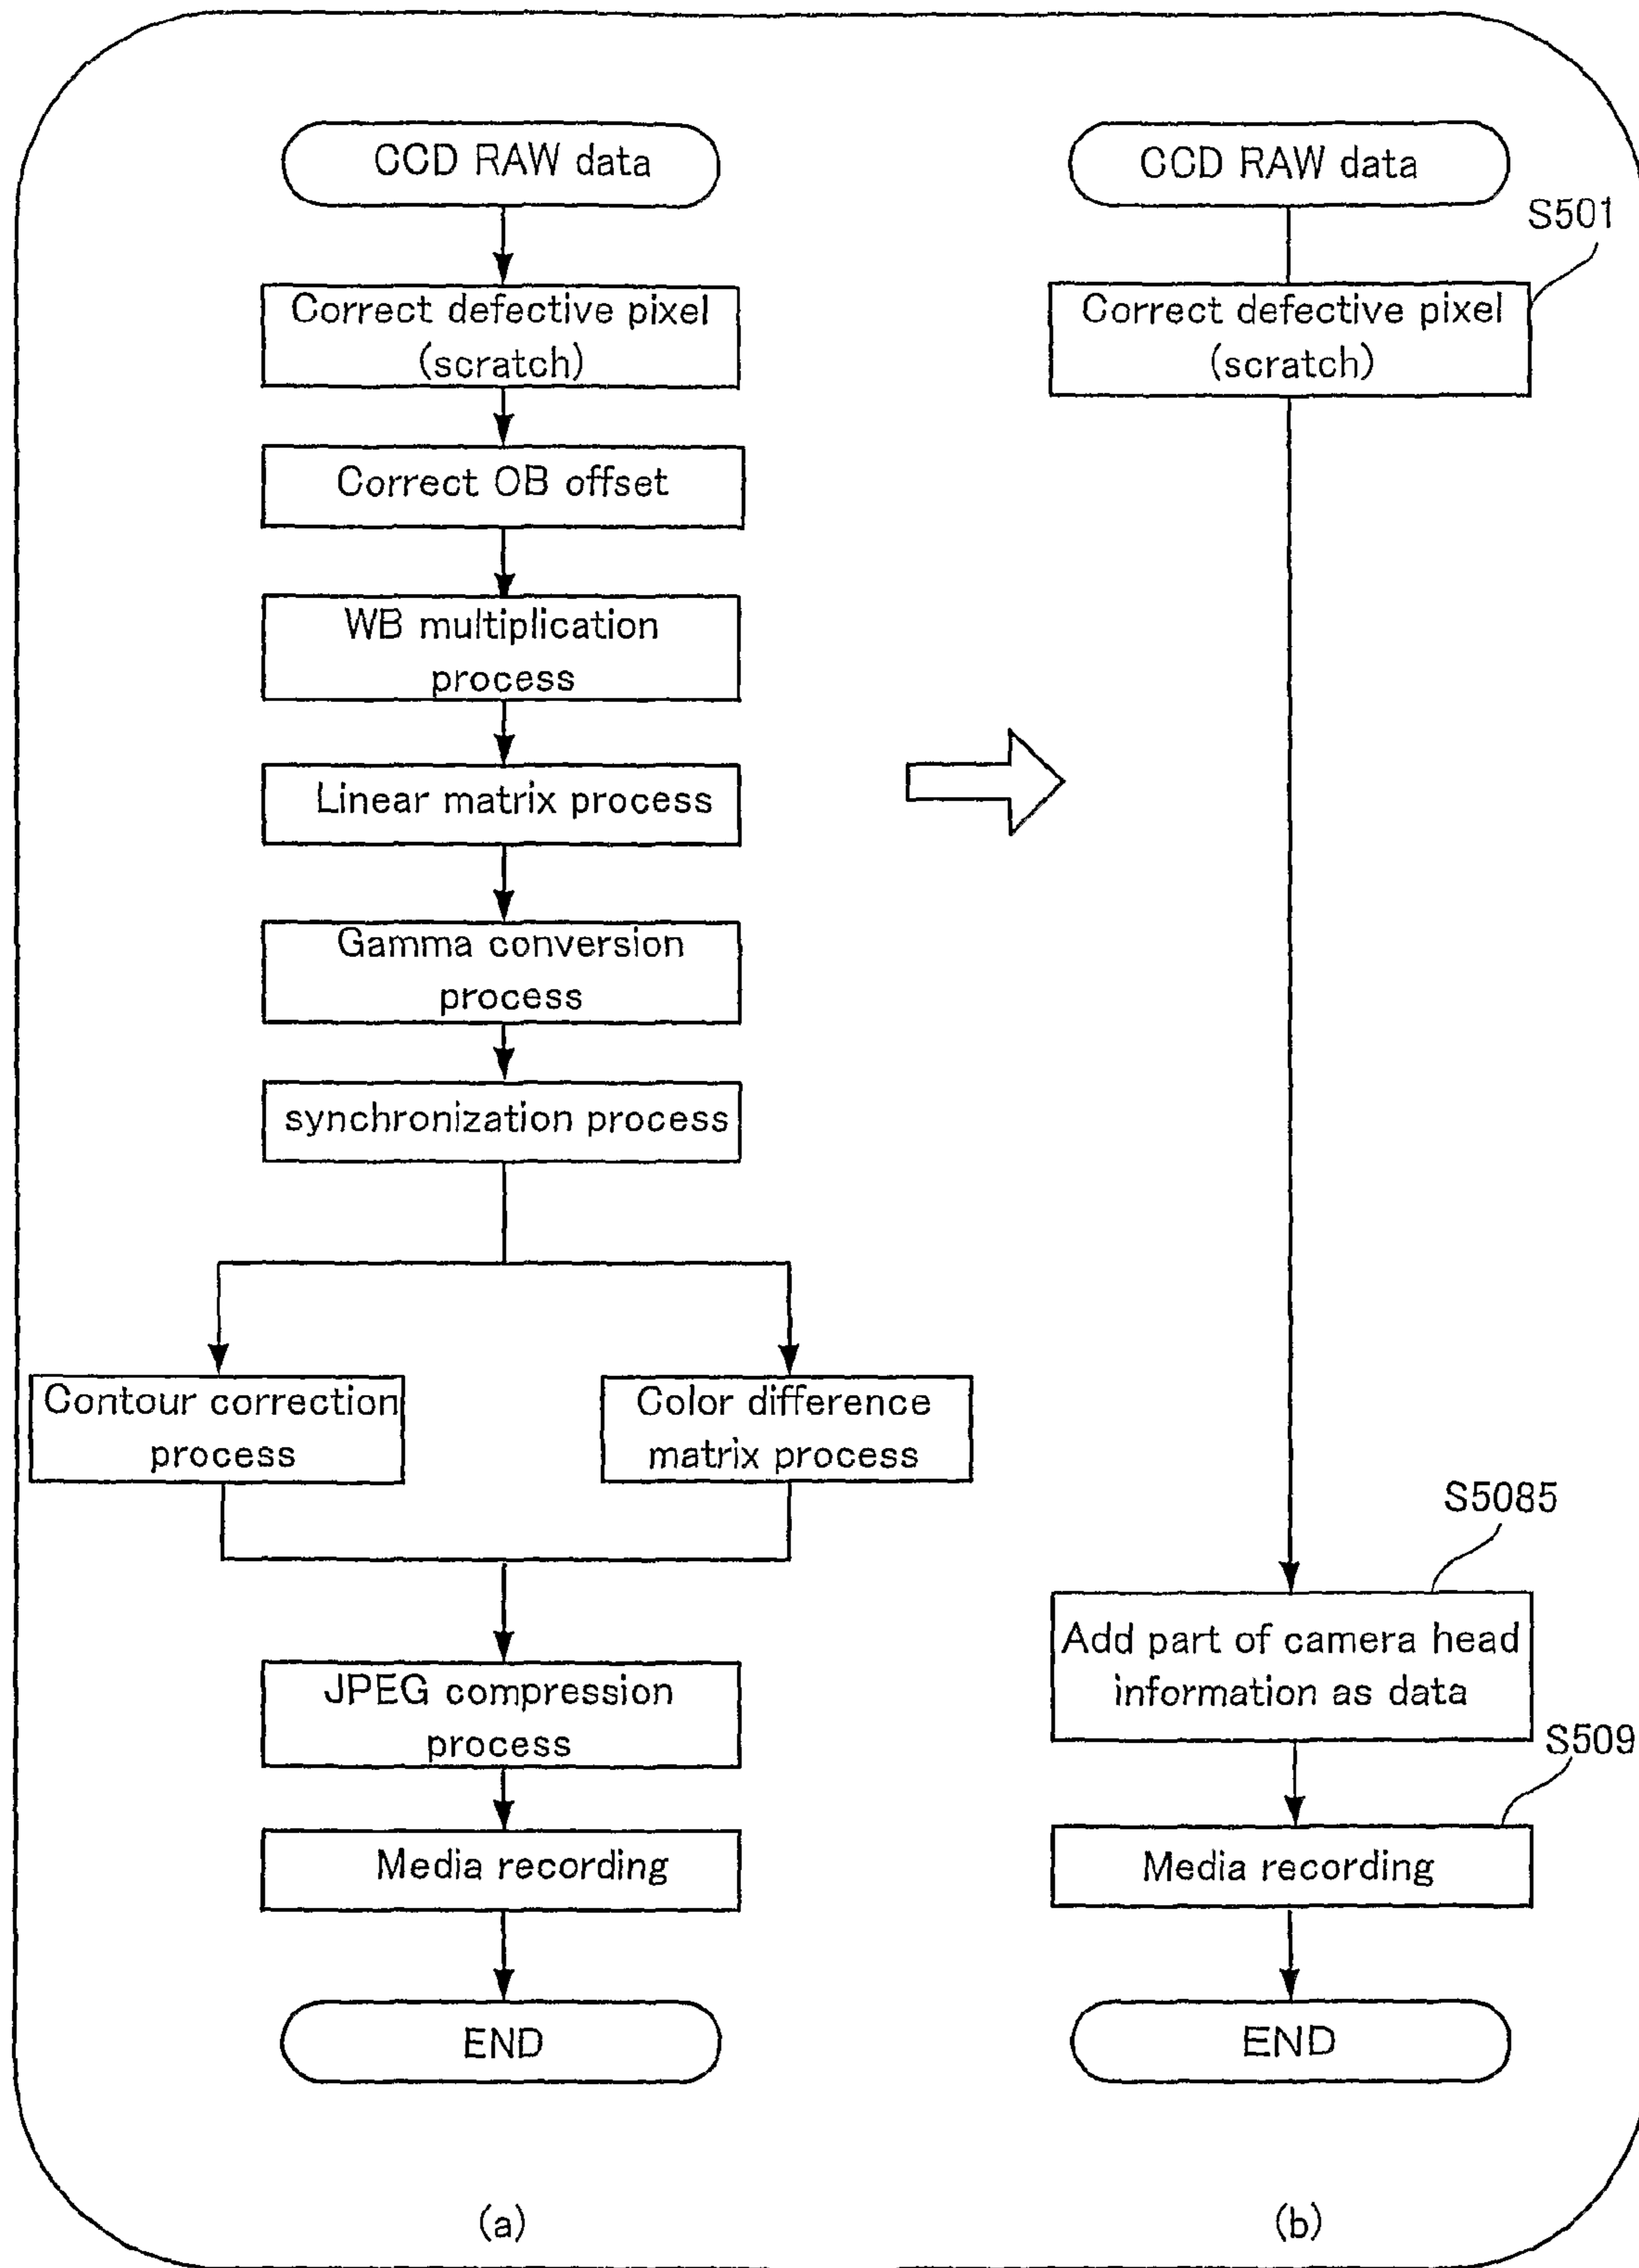 CCD RAW data
Correct defective pixel
(scratch)
Correct OB offset
WB multiplication
process
Linear matrix process
Gamma conversion
process
synchronization process
Contour correction
process
Color difference
matrix process
JPEG compression
process
Media recording
END
(a)
CCD RAW data
S501
Correct defective pixel
(scratch)
S5085
Add part of camera head
information as data
S509
Media recording
END
(b)